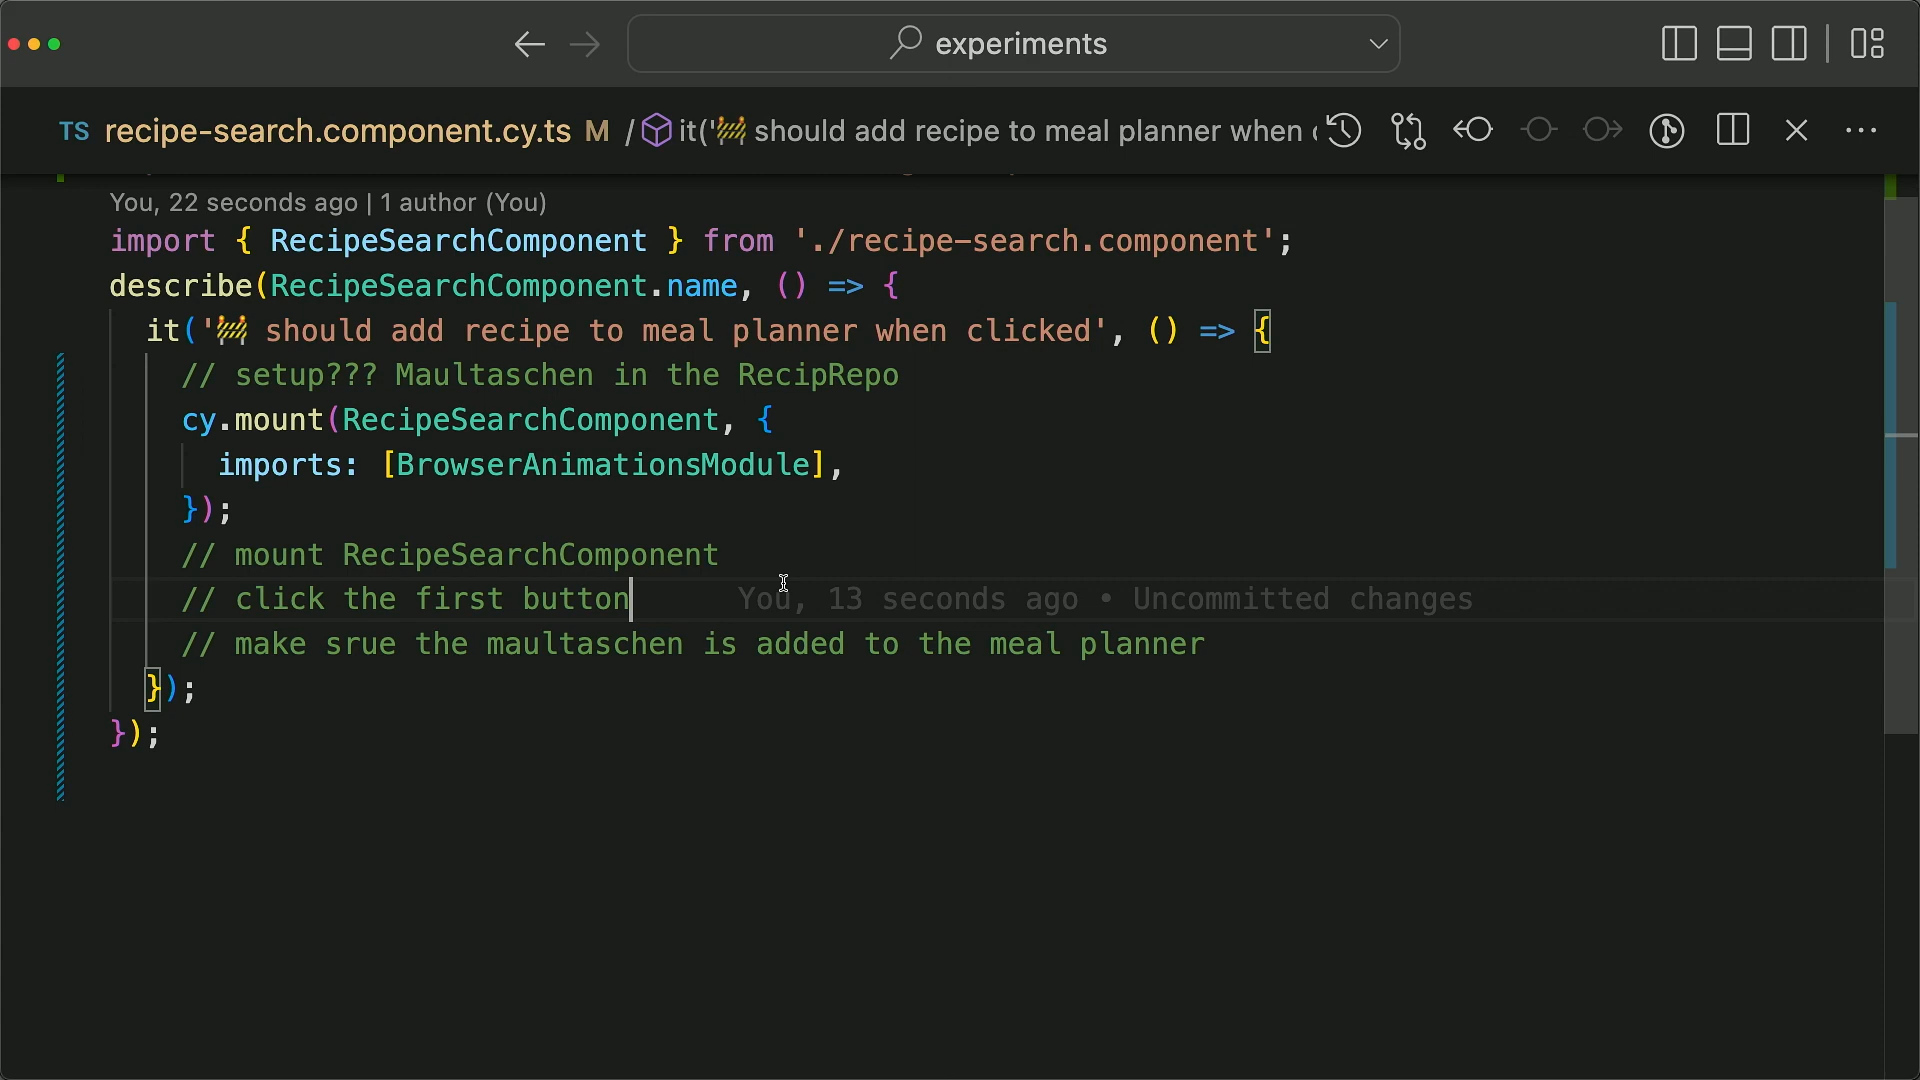 experiments
TS recipe-search.component.cy.ts M / it('🚧 should add recipe to meal planner when
You, 22 seconds ago | 1 author (You)
import { RecipeSearchComponent } from './recipe-search.component';
describe(RecipeSearchComponent.name, () => {
it('🚧 should add recipe to meal planner when clicked', () => {
// setup??? Maultaschen in the RecipRepo
cy.mount(RecipeSearchComponent, {
imports: [BrowserAnimationsModule],
});
// mount RecipeSearchComponent
// click the first button You, 13 seconds ago • Uncommitted changes
// make srue the maultaschen is added to the meal planner
});
});